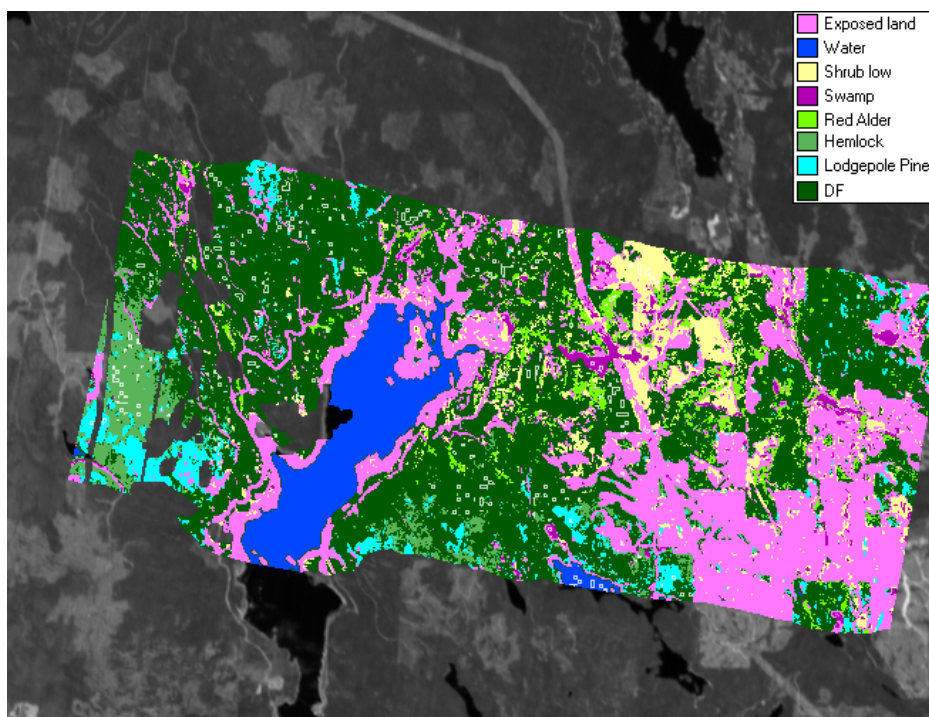 Exposed land
Water
Shrub low
Swamp
Red Alder
Hemlock
Lodgepole Pine
DF